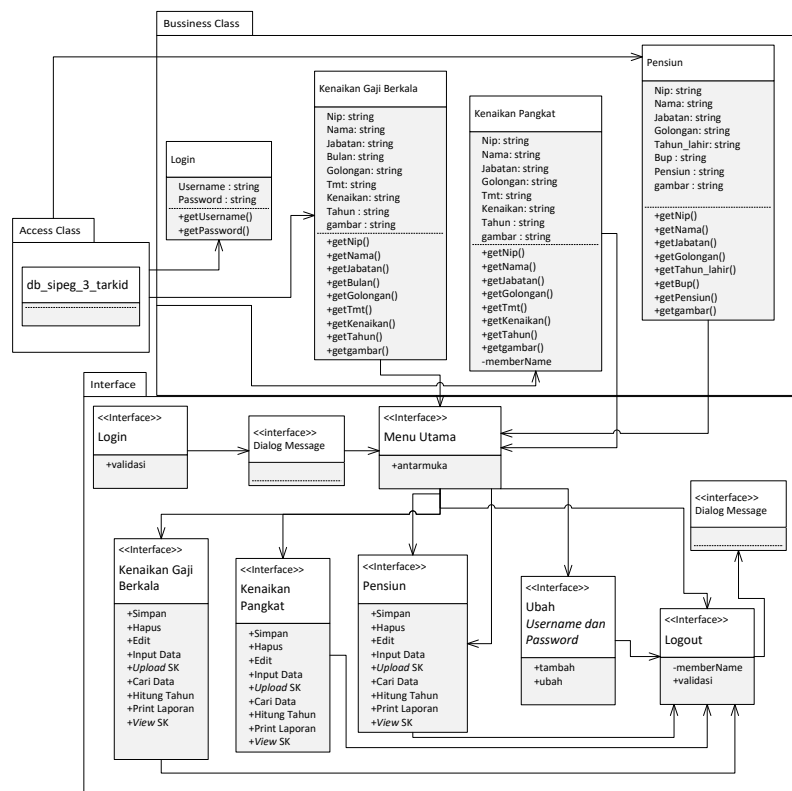 Bussiness Class
Pensiun
Nip: string
Nama: string
Jabatan: string
Golongan: string
Tahun_lahir: string
Bup : string
Pensiun : string
gambar : string
+getNip()
+getNama()
+getJabatan()
+getGolongan()
+getTahun_lahir()
+getBup()
+getPensiun()
+getgambar()
Kenaikan Gaji Berkala
Nip: string
Nama: string
Jabatan: string
Bulan: string
Golongan: string
Tmt: string
Kenaikan: string
Tahun : string
gambar: string
+getNip()
+getNama()
+getJabatan()
+getBulan()
+getGolongan()
+getTmt()
+getKenaikan()
+getTahun()
+getgambar()
Kenaikan Pangkat
Nip: string
Nama: string
Jabatan: string
Golongan: string
Tmt: string
Kenaikan: string
Tahun : string
gambar : string
+getNip()
+getNama()
+getJabatan()
+getGolongan()
+getTmt()
+getKenaikan()
+getTahun()
+getgambar()
-memberName
Login
Username : string
Password : string
+getUsername()
+getPassword()
Access Class
db_sipeg_3_tarkid
Interface
<<Interface>>
Login
+validasi
<<interface>>
Dialog Message
<<Interface>>
Menu Utama
+antarmuka
<<interface>>
Dialog Message
<<Interface>>
Kenaikan Gaji
Berkala
+Simpan
+Hapus
+Edit
+Input Data
+Upload SK
+Cari Data
+Hitung Tahun
+Print Laporan
+View SK
<<Interface>>
Kenaikan
Pangkat
+Simpan
+Hapus
+Edit
+Input Data
+Upload SK
+Cari Data
+Hitung Tahun
+Print Laporan
+View SK
<<Interface>>
Pensiun
+Simpan
+Hapus
+Edit
+Input Data
+Upload SK
+Cari Data
+Hitung Tahun
+Print Laporan
+View SK
<<Interface>>
Ubah
Username dan
Password
+tambah
+ubah
<<Interface>>
Logout
-memberName
+validasi